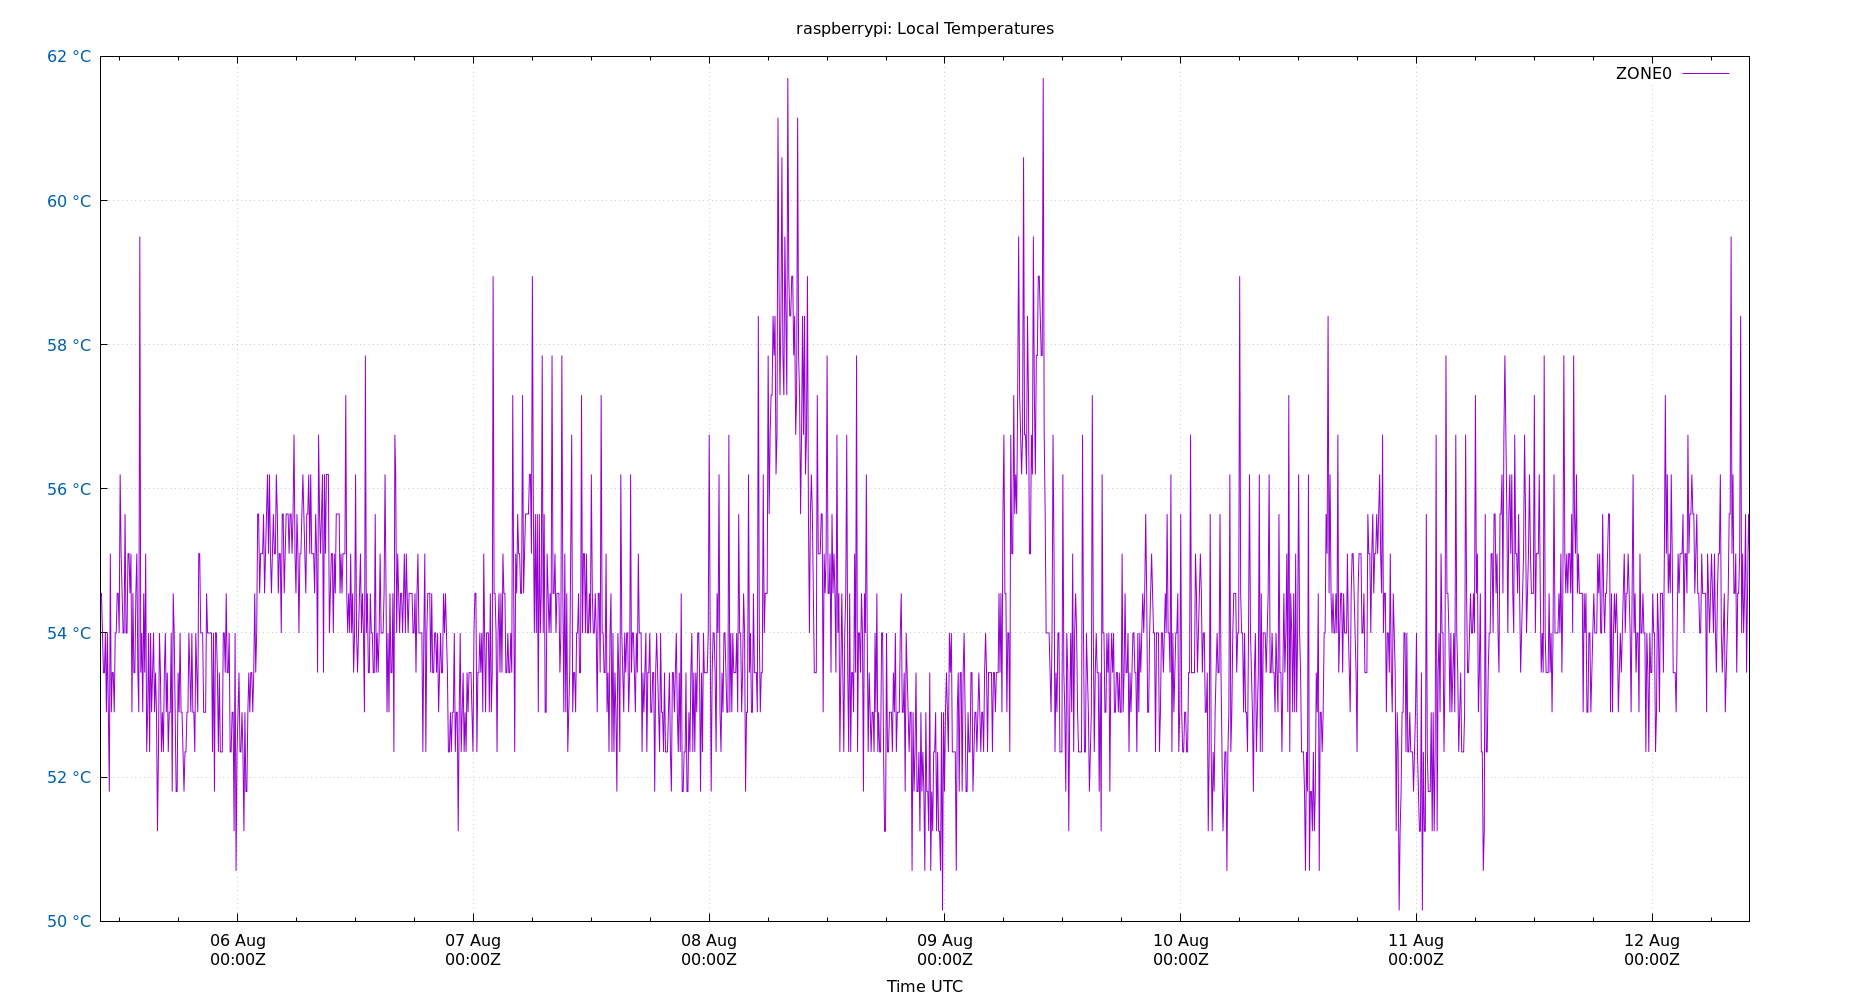 raspberrypi: Local Temperatures
62 °C
ZONE0
60 °C
58 °C
56 °C
54 °C
52 °C
50 °C
06 Aug 07 Aug 08 Aug 09 Aug 10 Aug 11 Aug 12 Aug
00:00Z 00:00Z 00:00Z 00:00Z 00:00Z 00:00Z 00:00Z
Time UTC